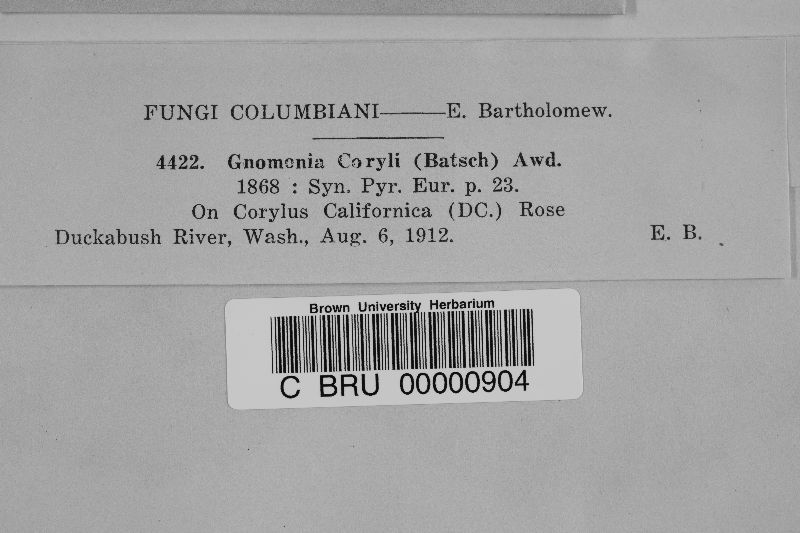 FUNGI COLUMBIANI——E. Bartholomew.
4422. Gnomonia Coryli (Batsch) Awd.
1868 : Syn. Pyr. Eur. p. 23.
On Corylus Californica (DC.) Rose
Duckabush River, Wash., Aug. 6, 1912. E. B.
Brown University Herbarium
C BRU 00000904